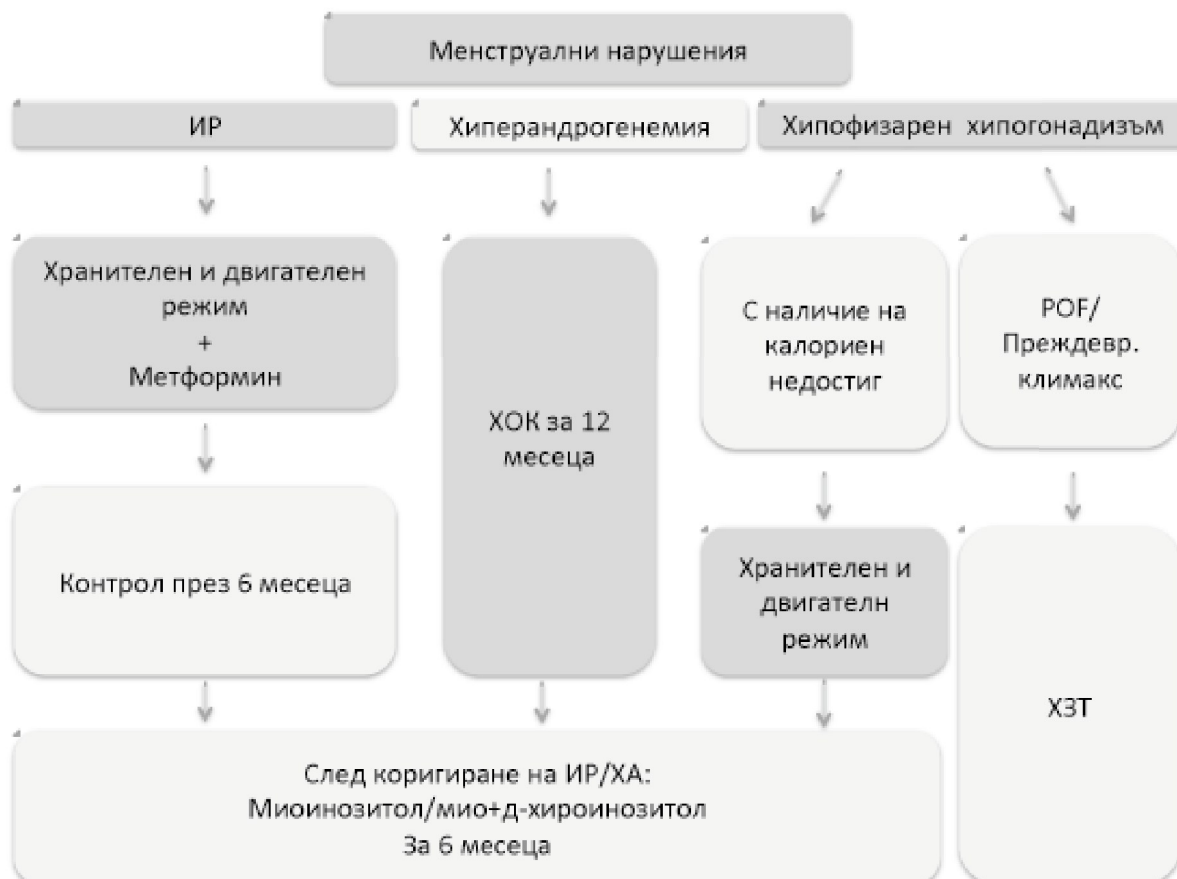 Менструални нарушения
ИР
Хиперандрогенемия
Хипофизарен хипогонадизъм
Хранителен и двигателен
режим
+
Метформин
Контрол през 6 месеца
ХОК за 12
месеца
С наличие на
калориен
недостиг
Хранителен и
двигателн
режим
POF/
Преждевр.
климакс
ХЗТ
След коригиране на ИР/ХА:
Миоинозитол/мио+д-хироинозитол
За 6 месеца